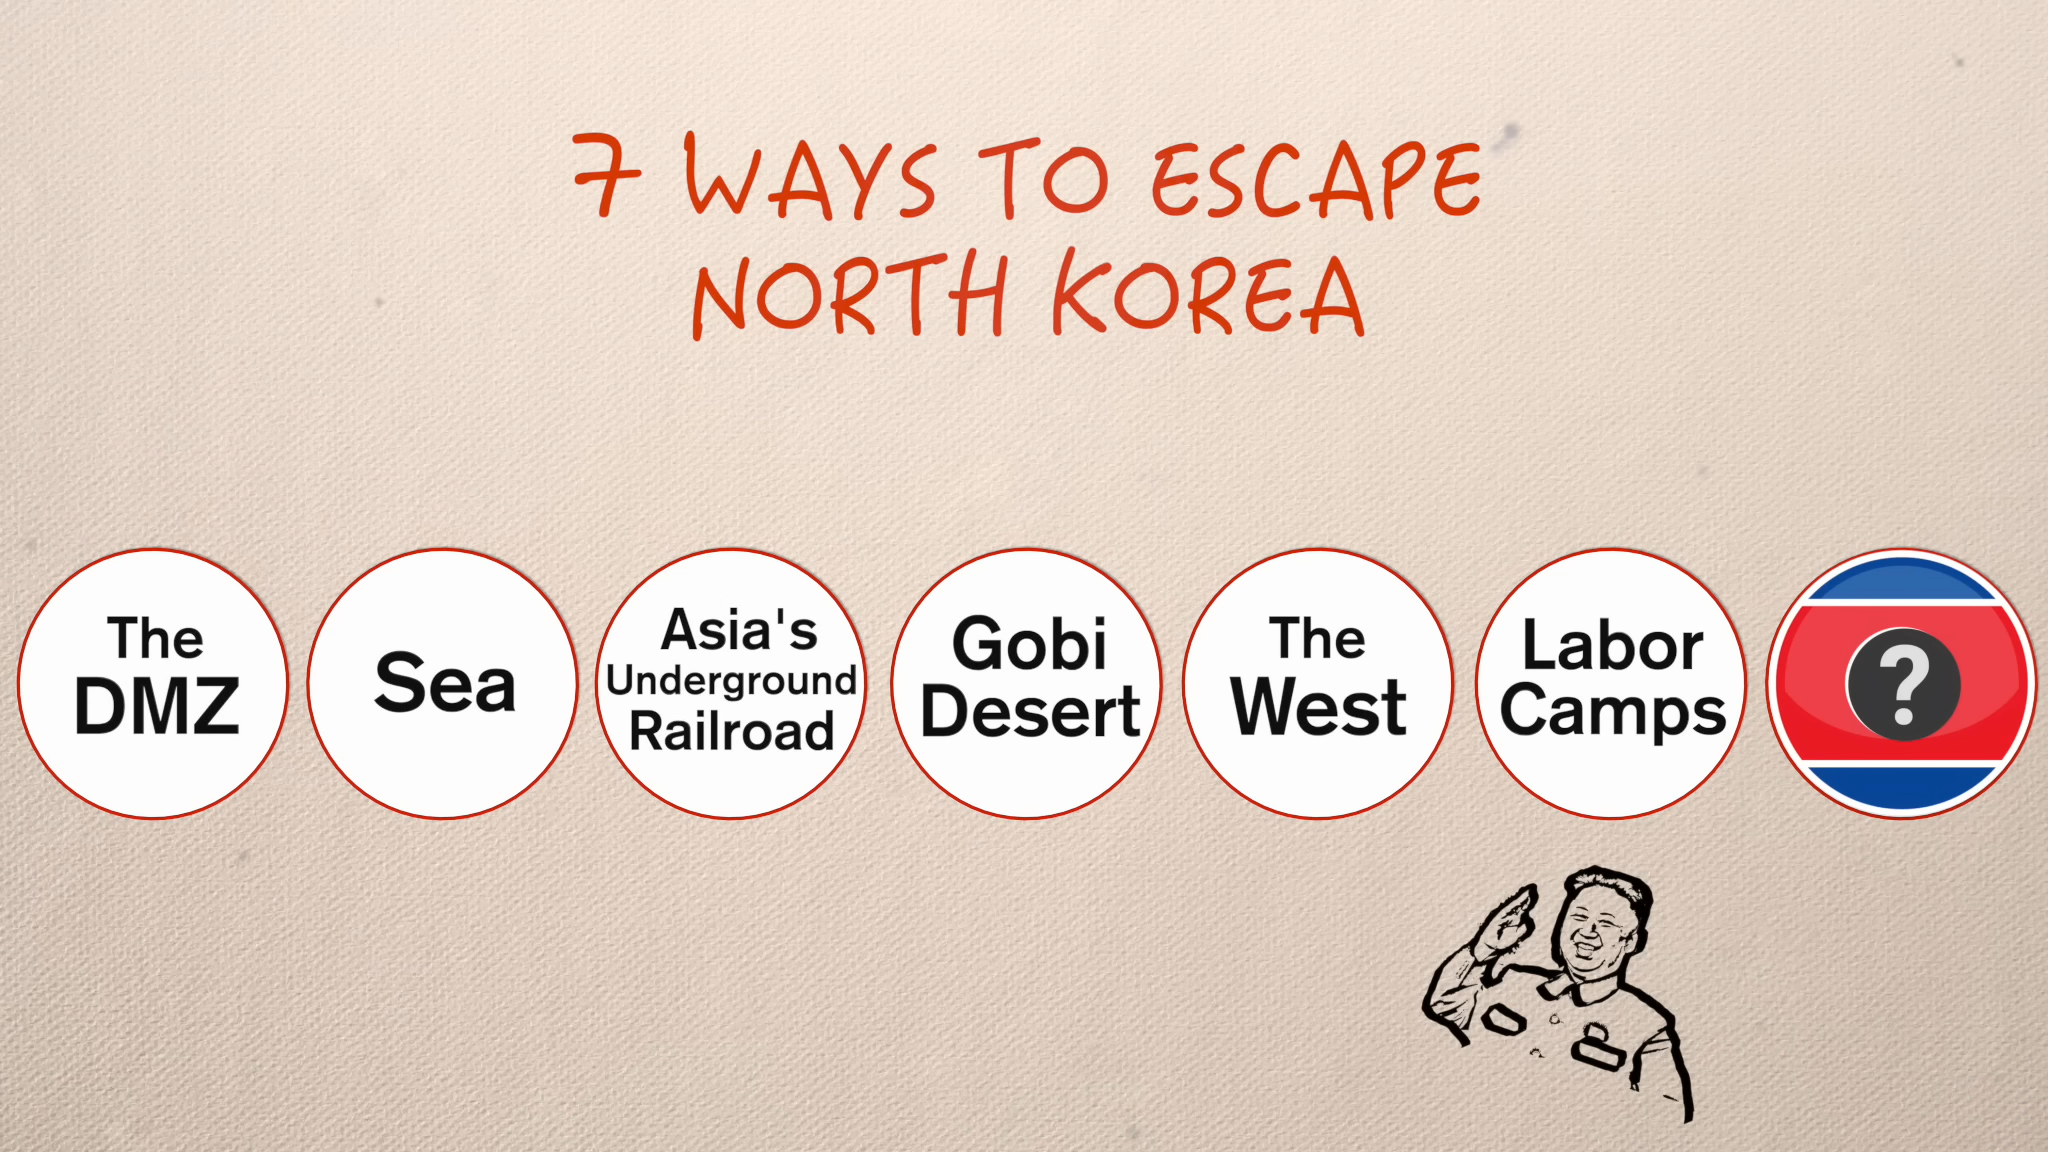 7 WAYS TO ESCAPE
NORTH KOREA
The
DMZ
Sea
Asia's
Underground
Railroad
Gobi
Desert
The
West
Labor
Camps
?